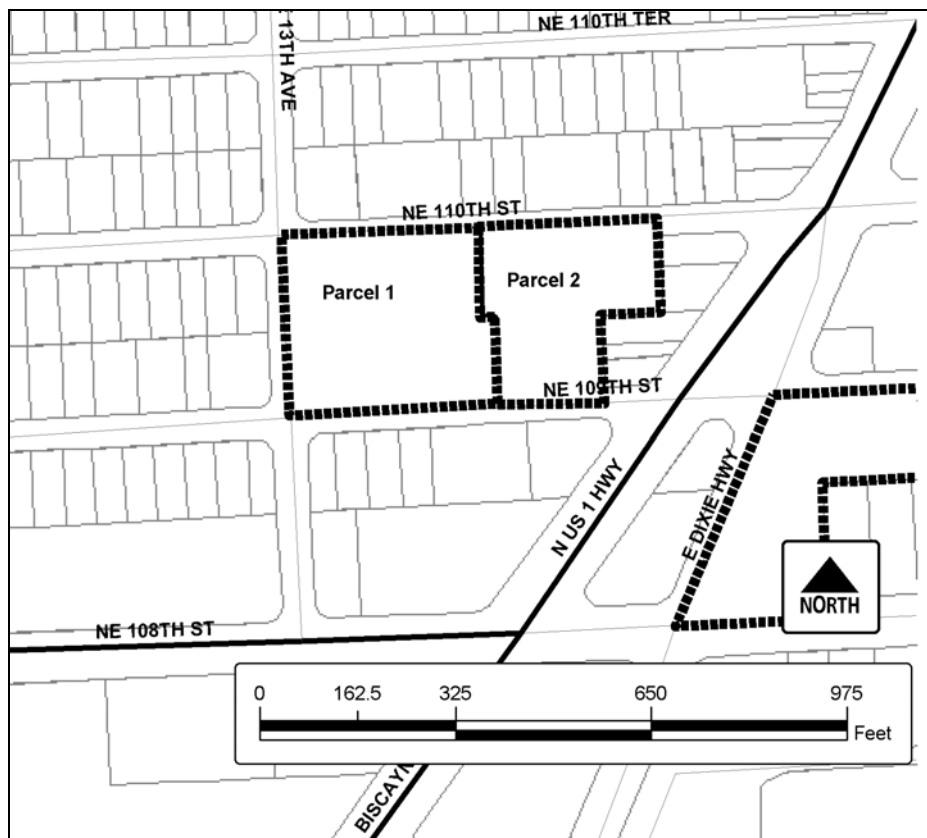 NE 110TH TER
13TH AVE
NE 110TH ST
Parcel 1
Parcel 2
NE 109TH ST
N US 1 HWY
E DIXIE HWY
NORTH
NE 108TH ST
0 162.5 325 650 975
Feet